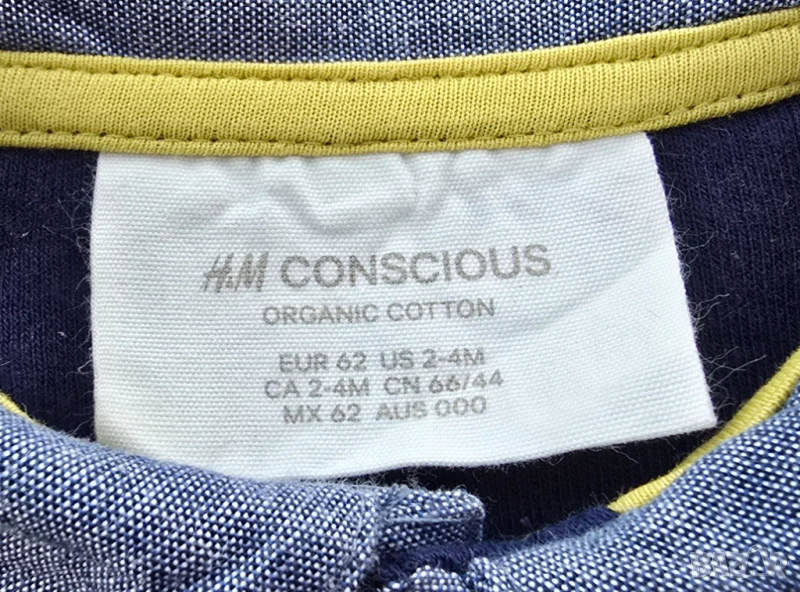 H&M CONSCIOUS
ORGANIC COTTON
EUR 62 US 2-4M
CA 2-4M CN 66/44
MX 62 AUS 000